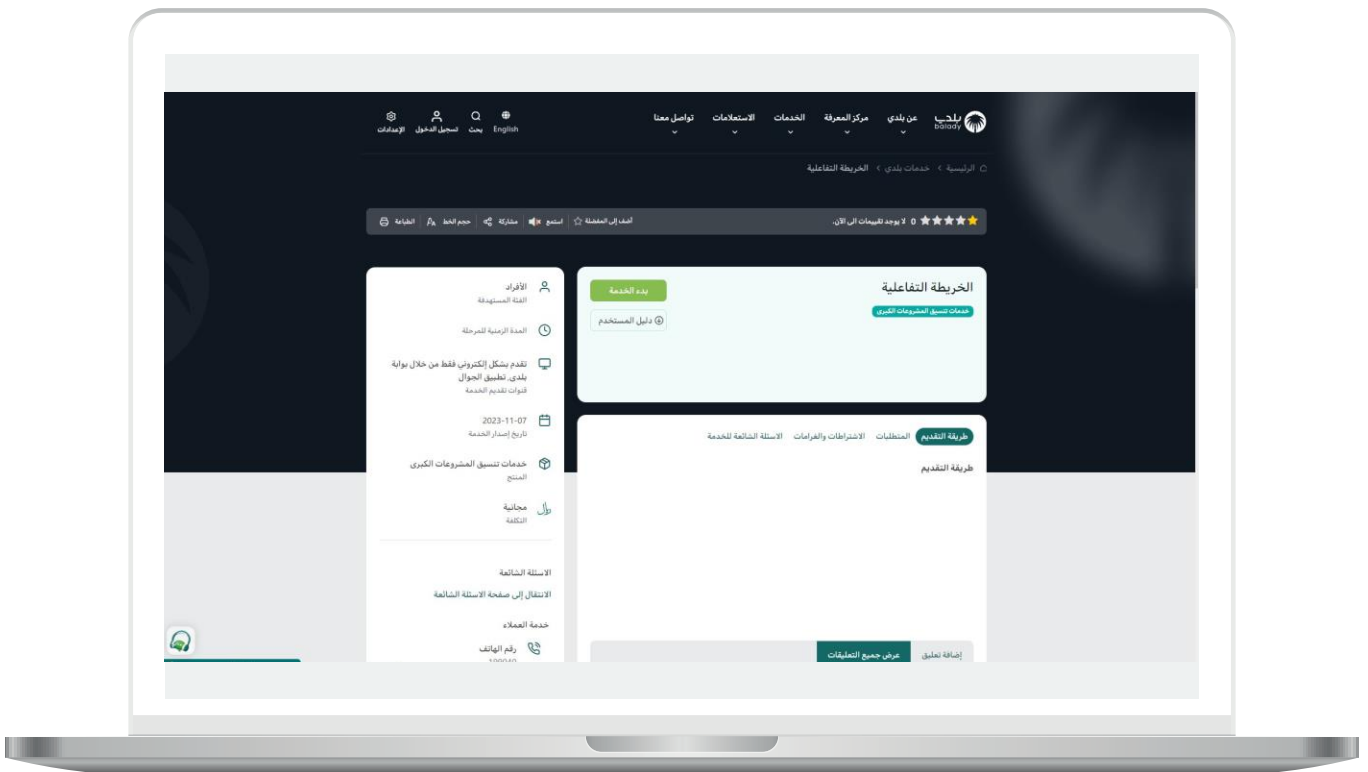 بلدي
balady
عن بلدي
مركز المعرفة
الخدمات
الاستعلامات
تواصل معنا
English
بحث
تسجيل الدخول
الإعدادات
الرئيسية > خدمات بلدي > الخريطة التفاعلية
0 لا يوجد تقييمات الى الآن.
أضف إلى المفضلة
استمع
مشاركة
حجم الخط
الطباعة
الخريطة التفاعلية
خدمات تنسيق المشروعات الكبرى
بدء الخدمة
دليل المستخدم
طريقة التقديم
المتطلبات
الاشتراطات والغرامات
الاسئلة الشائعة للخدمة
طريقة التقديم
إضافة تعليق
عرض جميع التعليقات
الأفراد
الفئة المستهدفة
المدة الزمنية للمرحلة
تقدم بشكل إلكتروني فقط من خلال بوابة
بلدي, تطبيق الجوال
قنوات تقديم الخدمة
2023-11-07
تاريخ إصدار الخدمة
خدمات تنسيق المشروعات الكبرى
المنتج
مجانية
التكلفة
الاسئلة الشائعة
الانتقال إلى صفحة الاسئلة الشائعة
خدمة العملاء
رقم الهاتف